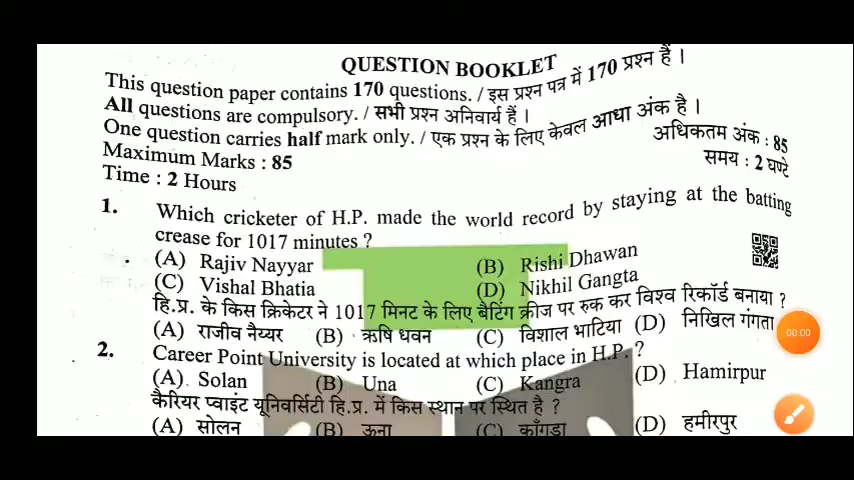 QUESTION BOOKLET
This question paper contains 170 questions. / इस प्रश्न पत्र में 170 प्रश्न हैं ।
All questions are compulsory. / सभी प्रश्न अनिवार्य हैं ।
One question carries half mark only. / एक प्रश्न के लिए केवल आधा अंक है ।
Maximum Marks : 85 अधिकतम अंक : 85
Time : 2 Hours समय : 2 घण्टे
1. Which cricketer of H.P. made the world record by staying at the batting
crease for 1017 minutes ?
(A) Rajiv Nayyar (B) Rishi Dhawan
(C) Vishal Bhatia (D) Nikhil Gangta
हि.प्र. के किस क्रिकेटर ने 1017 मिनट के लिए बैटिंग क्रीज पर रुक कर विश्व रिकॉर्ड बनाया ?
(A) राजीव नैय्यर (B) ऋषि धवन (C) विशाल भाटिया (D) निखिल गंगता
2. Career Point University is located at which place in H.P. ?
(A) Solan (B) Una (C) Kangra (D) Hamirpur
कैरियर प्वाइंट यूनिवर्सिटी हि.प्र. में किस स्थान पर स्थित है ?
(A) सोलन (B) ऊना (C) काँगड़ा (D) हमीरपुर
00:00